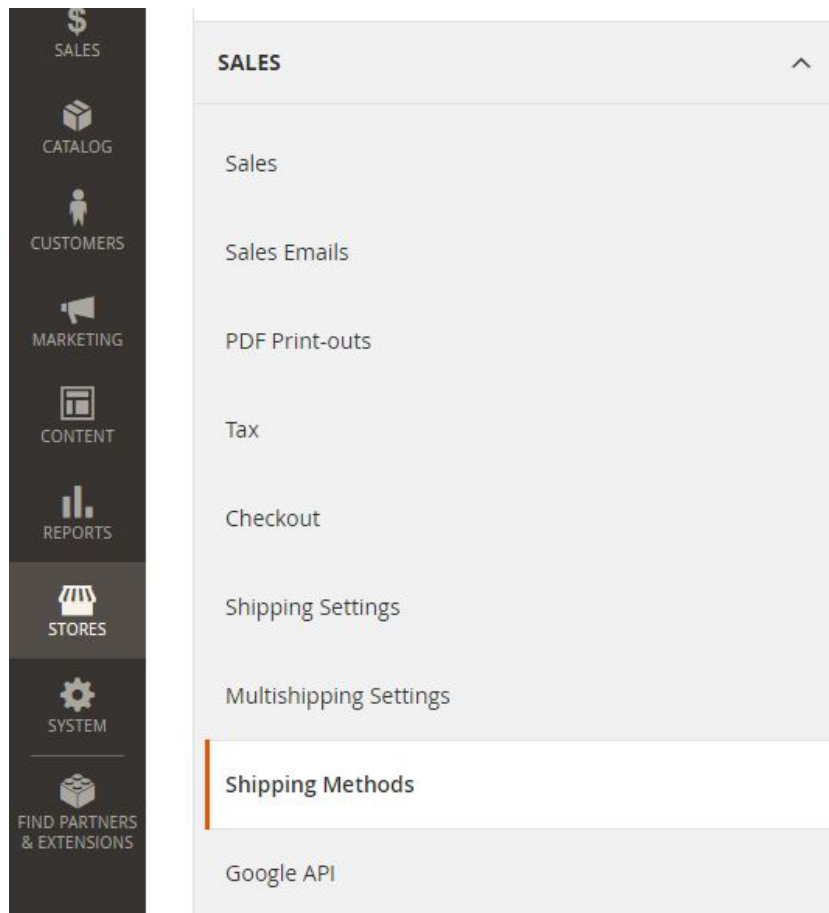 SALES
CATALOG
CUSTOMERS
MARKETING
CONTENT
REPORTS
STORES
SYSTEM
FIND PARTNERS
& EXTENSIONS
SALES
Sales
Sales Emails
PDF Print-outs
Tax
Checkout
Shipping Settings
Multishipping Settings
Shipping Methods
Google API